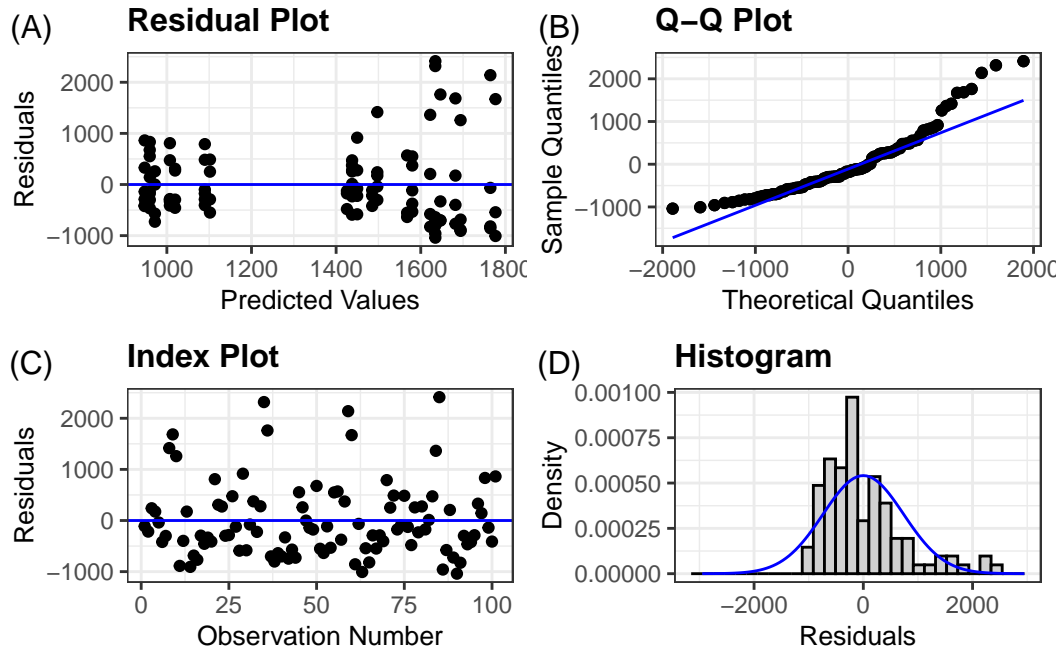 (A) Residual Plot
Residuals
2000
1000
0
−1000
1000 1200 1400 1600 1800
Predicted Values
(B) Q−Q Plot
Sample Quantiles
2000
1000
0
−1000
−2000 −1000 0 1000 2000
Theoretical Quantiles
(C) Index Plot
Residuals
2000
1000
0
−1000
0 25 50 75 100
Observation Number
(D) Histogram
Density
0.00100
0.00075
0.00050
0.00025
0.00000
−2000 0 2000
Residuals